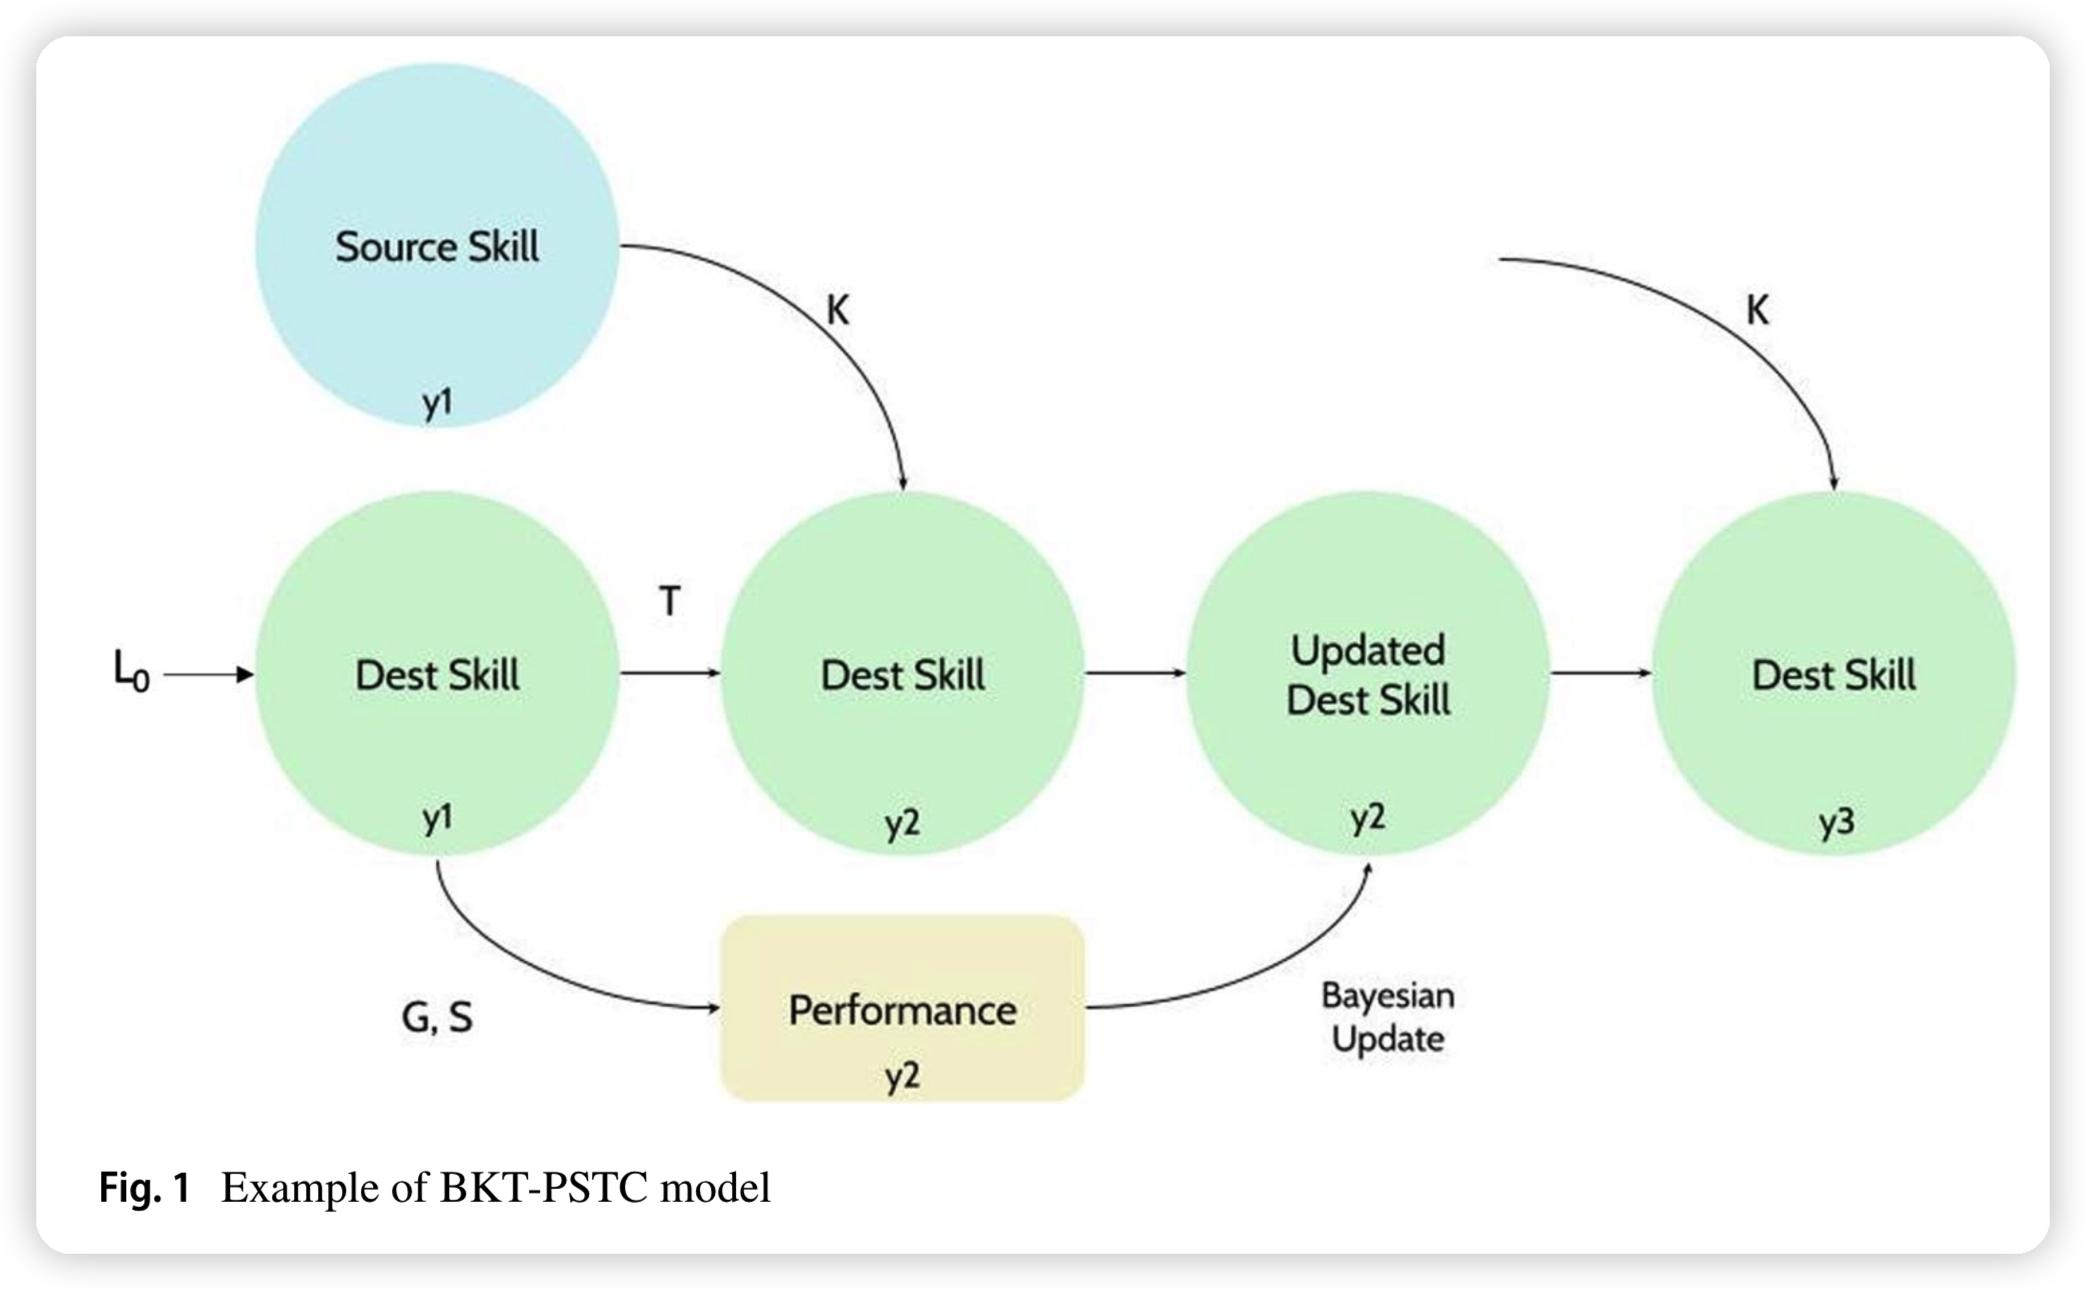 Source Skill
y1
K
K
L0
Dest Skill
y1
T
Dest Skill
y2
Updated
Dest Skill
y2
Dest Skill
y3
G, S
Performance
y2
Bayesian
Update
Fig. 1 Example of BKT-PSTC model